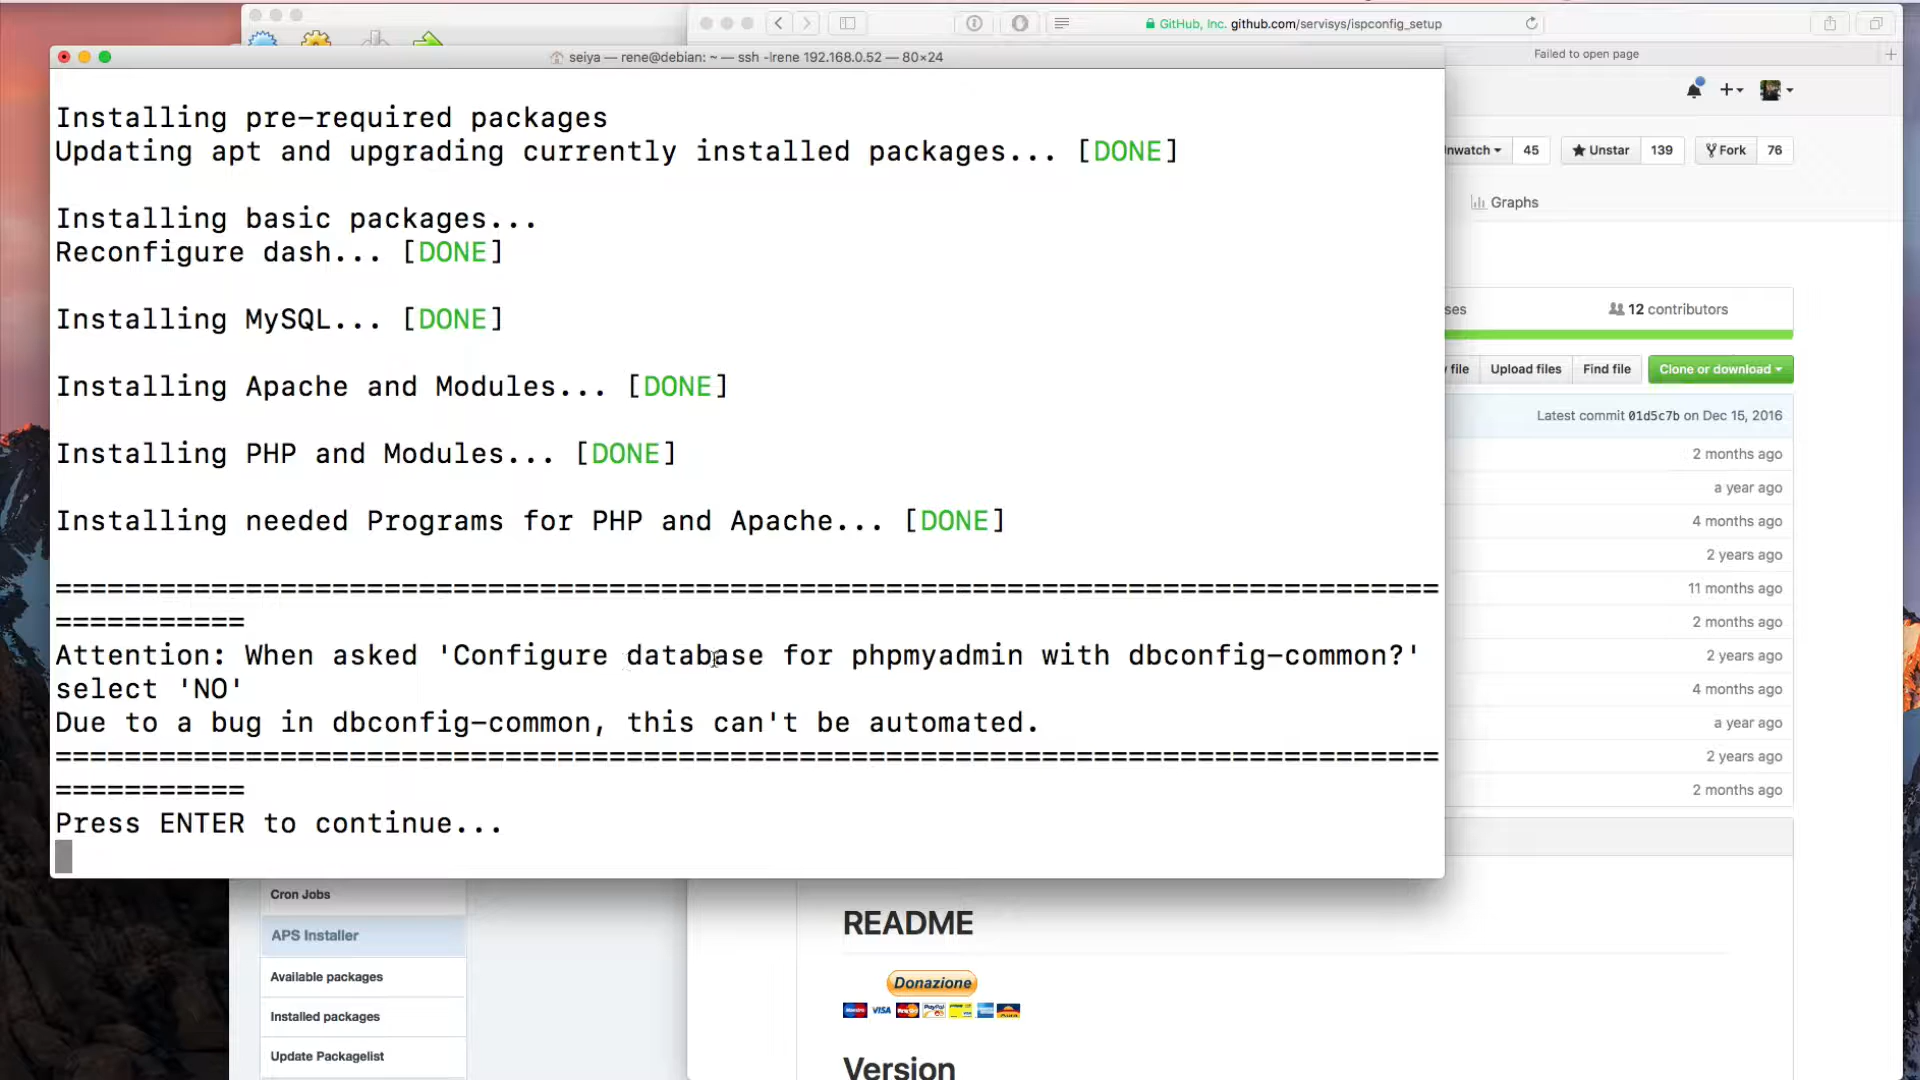 GitHub, Inc. github.com/servisys/ispconfig_setup
Failed to open page
seiya — rene@debian: ~ — ssh -lrene 192.168.0.52 — 80×24
Installing pre-required packages
Updating apt and upgrading currently installed packages... [DONE]
Installing basic packages...
Reconfigure dash... [DONE]
Installing MySQL... [DONE]
Installing Apache and Modules... [DONE]
Installing PHP and Modules... [DONE]
Installing needed Programs for PHP and Apache... [DONE]
================================================================================
===========
Attention: When asked 'Configure database for phpmyadmin with dbconfig-common?'
select 'NO'
Due to a bug in dbconfig-common, this can't be automated.
================================================================================
===========
Press ENTER to continue...
nwatch 45 Unstar 139 Fork 76
Graphs
ses 12 contributors
file Upload files Find file Clone or download
Latest commit 01d5c7b on Dec 15, 2016
2 months ago
a year ago
4 months ago
2 years ago
11 months ago
2 months ago
2 years ago
4 months ago
a year ago
2 years ago
2 months ago
Cron Jobs
APS Installer
Available packages
Installed packages
Update Packagelist
README
Donazione
VISA
PayPal
Version